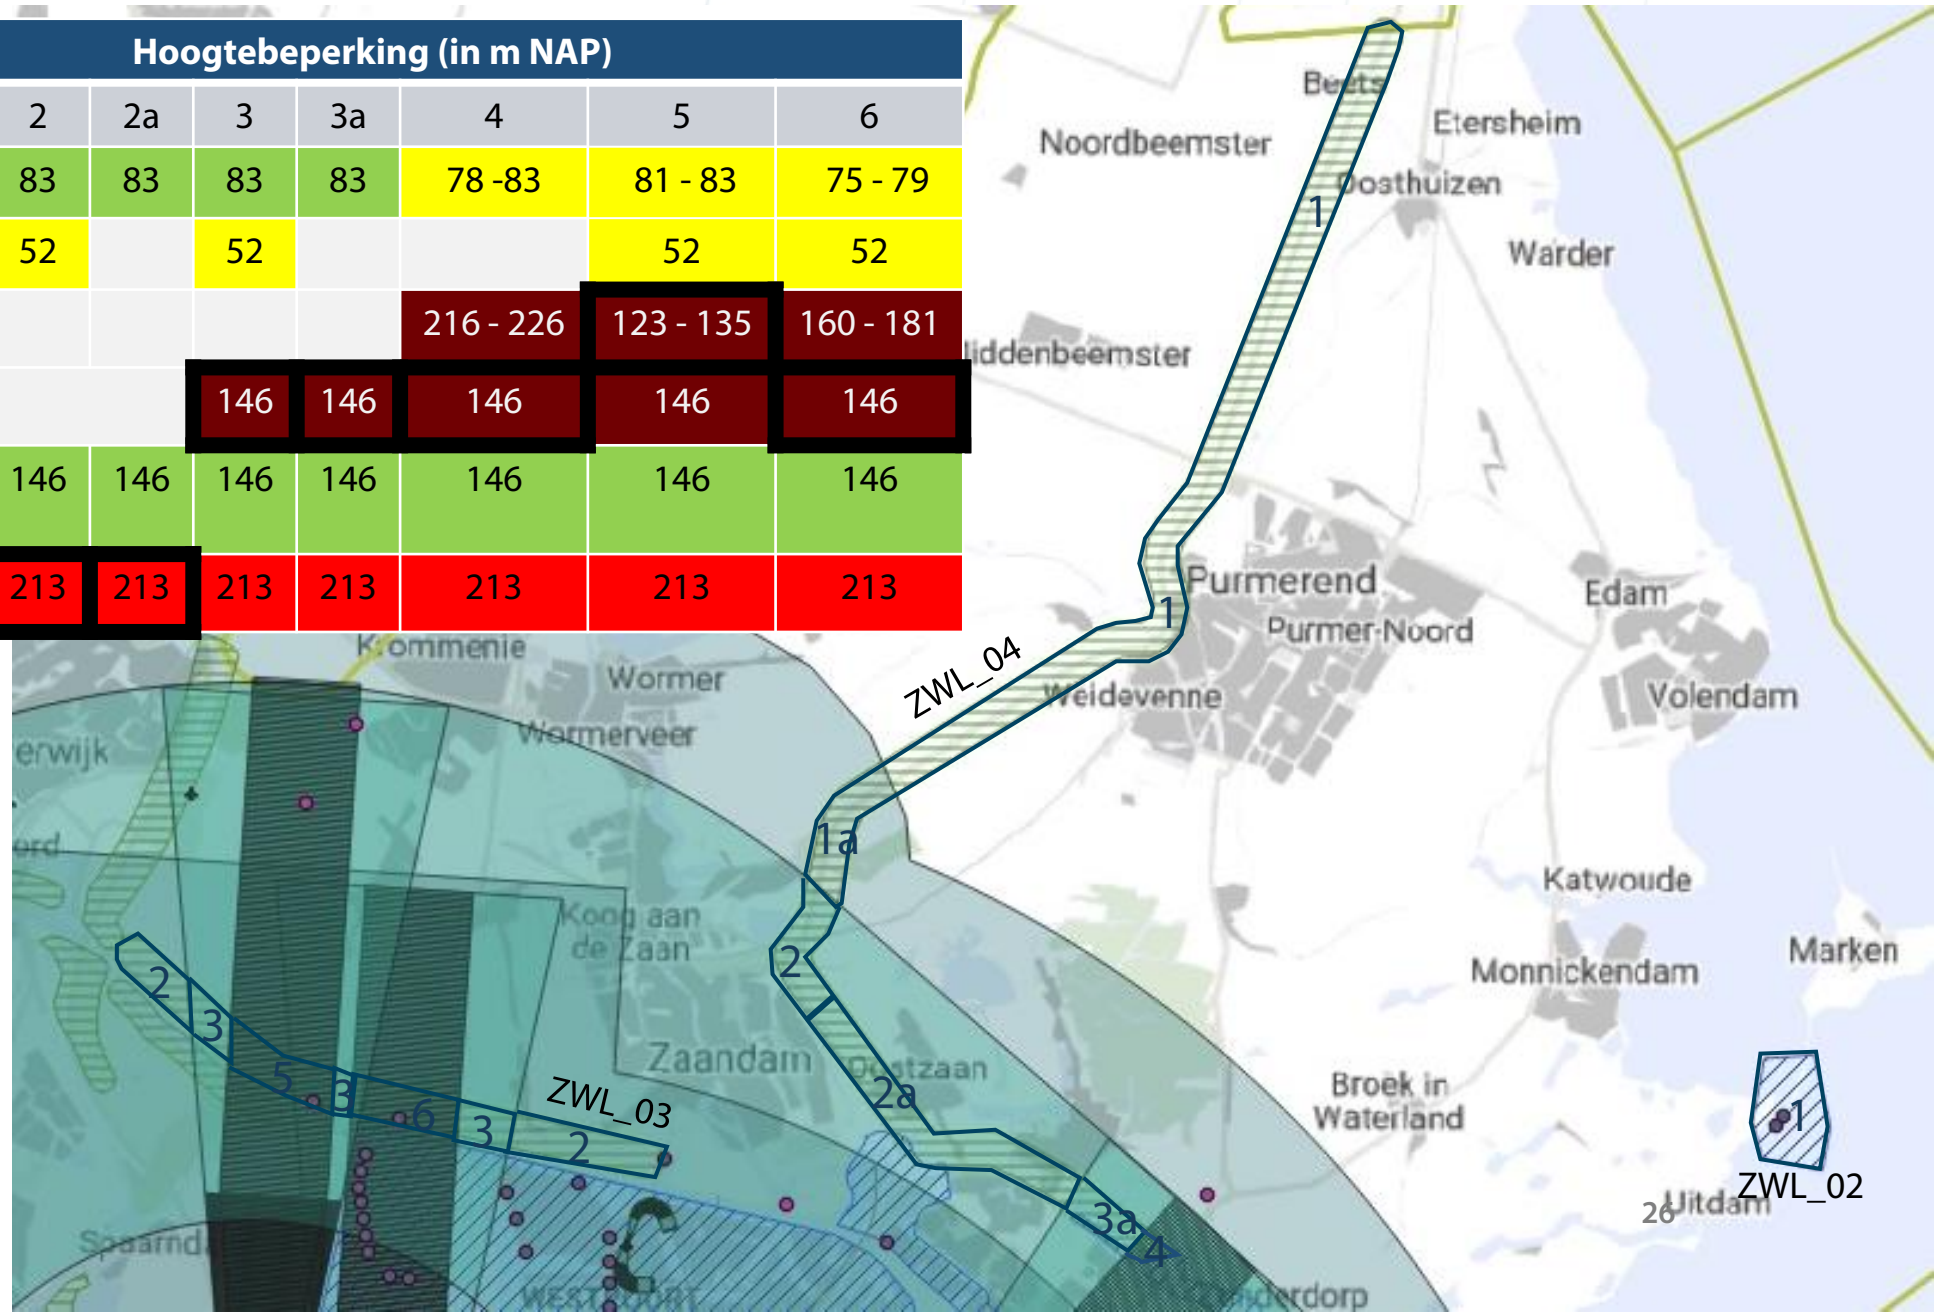 Hoogtebeperking (in m NAP)
2 2a 3 3a 4 5 6
83 83 83 83 78 -83 81 - 83 75 - 79
52 52 52 52
216 - 226 123 - 135 160 - 181
146 146 146 146 146
146 146 146 146 146 146 146
213 213 213 213 213 213 213
Beets
Etersheim
Noordbeemster
Oosthuizen
1
Warder
iddenbeemster
Purmerend
Edam
1
Purmer-Noord
Krommenie
ZWL_04
Wormer
Weidevenne
Volendam
Wormerveer
erwijk
1a
ord
Katwoude
Koog aan
de Zaan
Marken
2
2
Monnickendam
3
Zaandam
Oostzaan
5
3
2a
ZWL_03
6
3
2
Broek in
Waterland
1
ZWL_02
Uitdam
26
3a
4
Spaarnd
WESTPOORT
derdorp